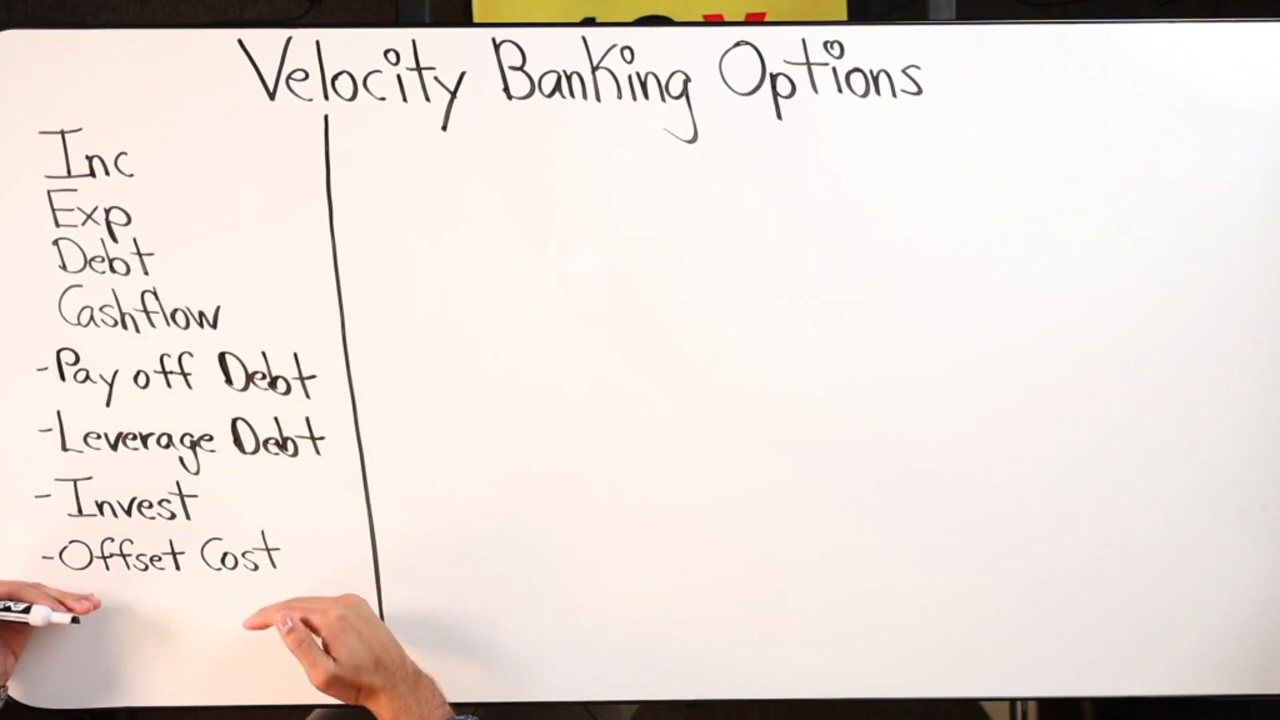 Velocity Banking Options
Inc
Exp
Debt
Cashflow
-Pay off Debt
-Leverage Debt
-Invest
-Offset Cost